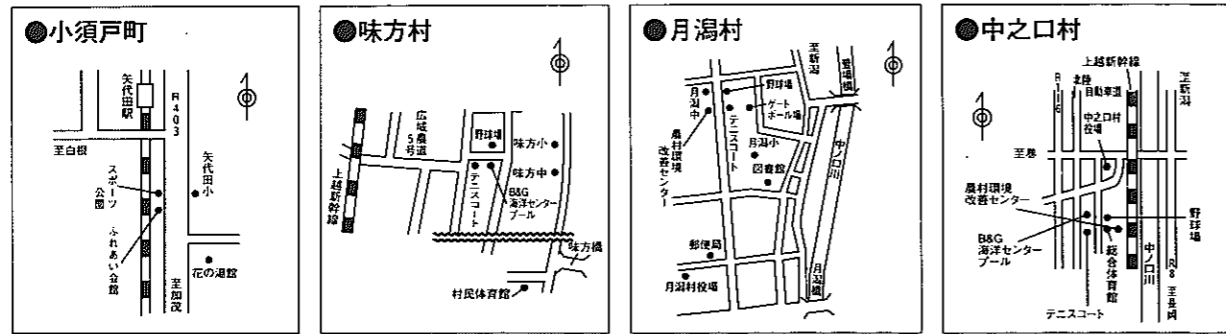 ●小須戸町
矢代田駅
R403
至白根
スポーツ
公園
矢代田小
ふれあい会館
花の湯館
至加茂
●味方村
広域農道
5号
野球場
味方小
味方中
テニスコート
B&G
海洋センター
プール
上越新幹線
味方橋
村民体育館
●月潟村
至新潟
月潟中
野球場
ゲート
ボール場
テニスコート
農村環境
改善センター
月潟小
図書館
中ノ口川
郵便局
月潟村役場
月潟橋
●中之口村
上越新幹線
R116
北陸
自動車道
至新潟
中之口村
役場
至巻
農村環境
改善センター
野球場
B&G
海洋センター
プール
総合体育館
中ノ口川
R8
至長岡
テニスコート